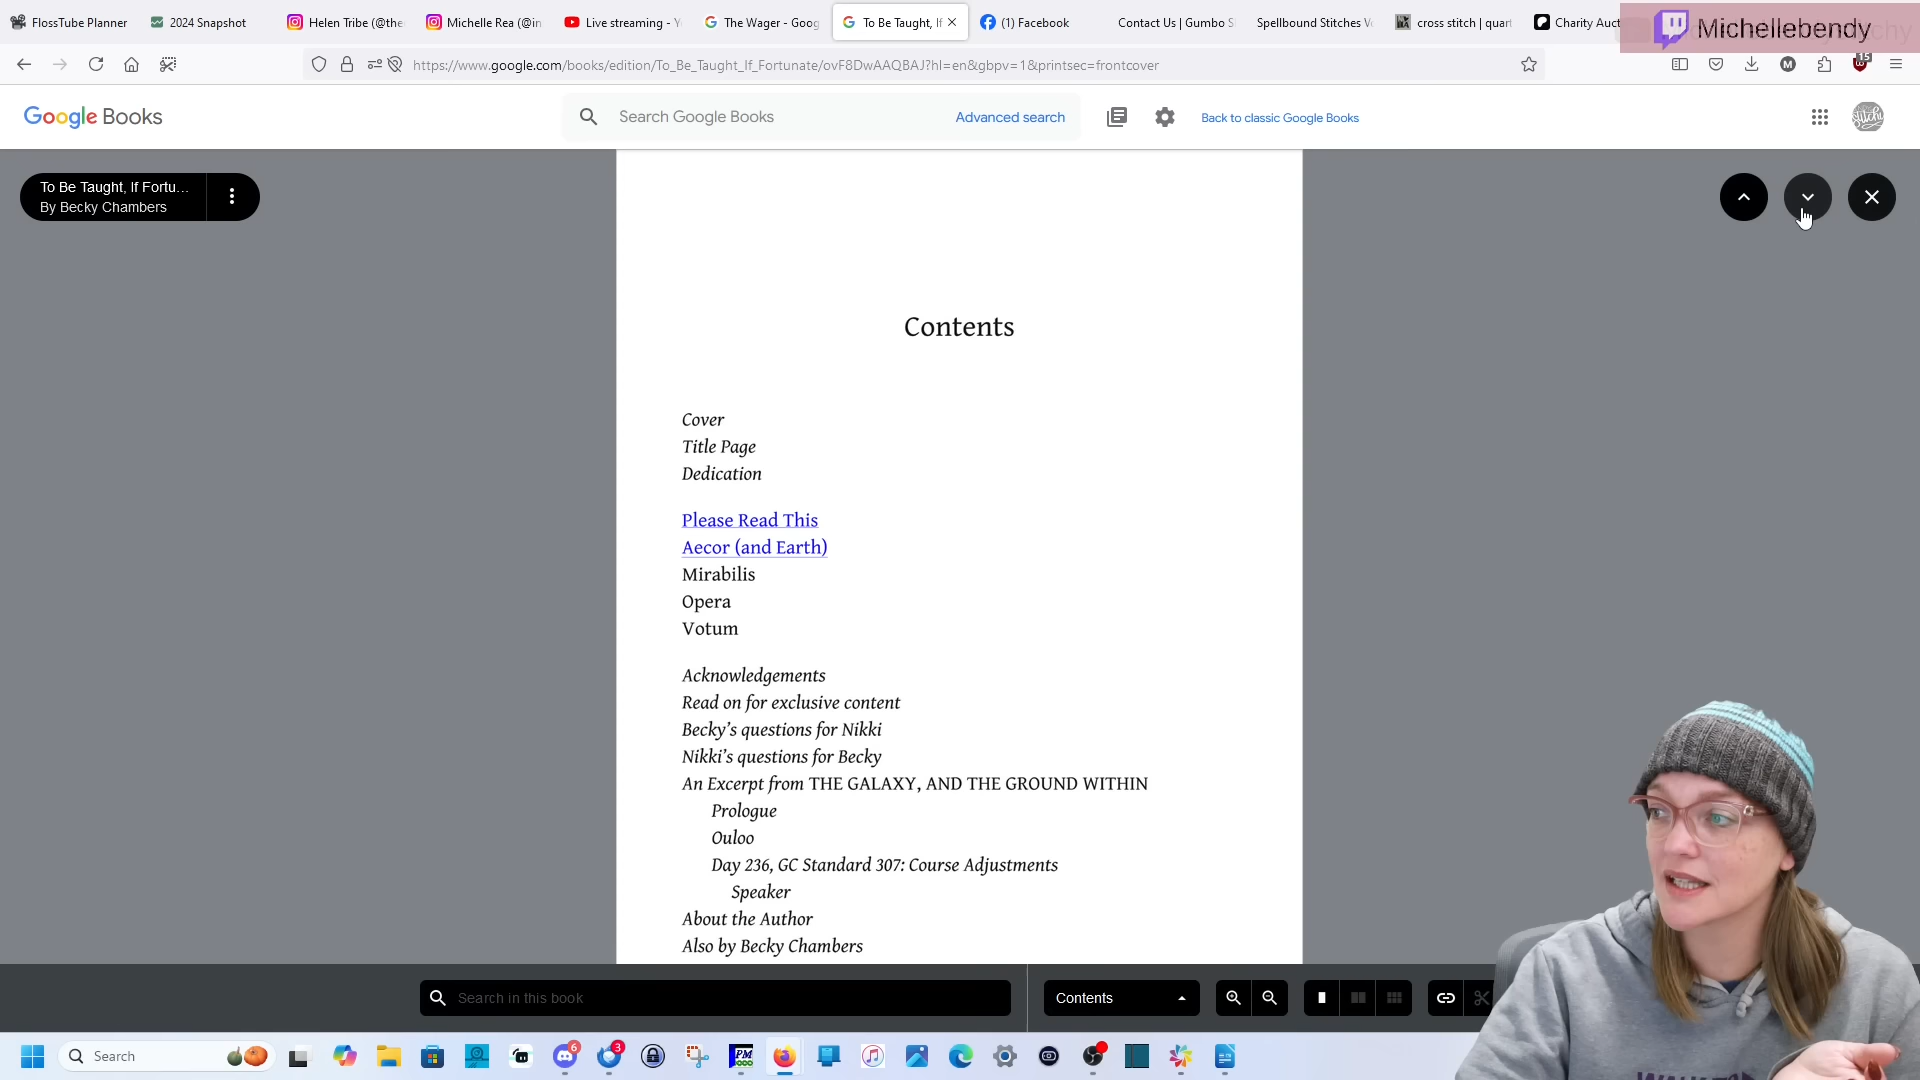 FlossTube Planner
2024 Snapshot
Helen Tribe (@the
Michelle Rea (@in
Live streaming - Y
The Wager - Goog
To Be Taught, If
(1) Facebook
Contact Us | Gumbo S
Spellbound Stitches
cross stitch | quart
Charity Auct
Michellebendy
https://www.google.com/books/edition/To_Be_Taught_If_Fortunate/ovF8DwAAQBAJ?hl=en&gbpv=1&printsec=frontcover
M
15
Google Books
Search Google Books
Advanced search
Back to classic Google Books
To Be Taught, If Fortu...
By Becky Chambers
Contents
Cover
Title Page
Dedication
Please Read This
Aecor (and Earth)
Mirabilis
Opera
Votum
Acknowledgements
Read on for exclusive content
Becky's questions for Nikki
Nikki's questions for Becky
An Excerpt from THE GALAXY, AND THE GROUND WITHIN
Prologue
Ouloo
Day 236, GC Standard 307: Course Adjustments
Speaker
About the Author
Also by Becky Chambers
Search in this book
Contents
Search
6
3
PM